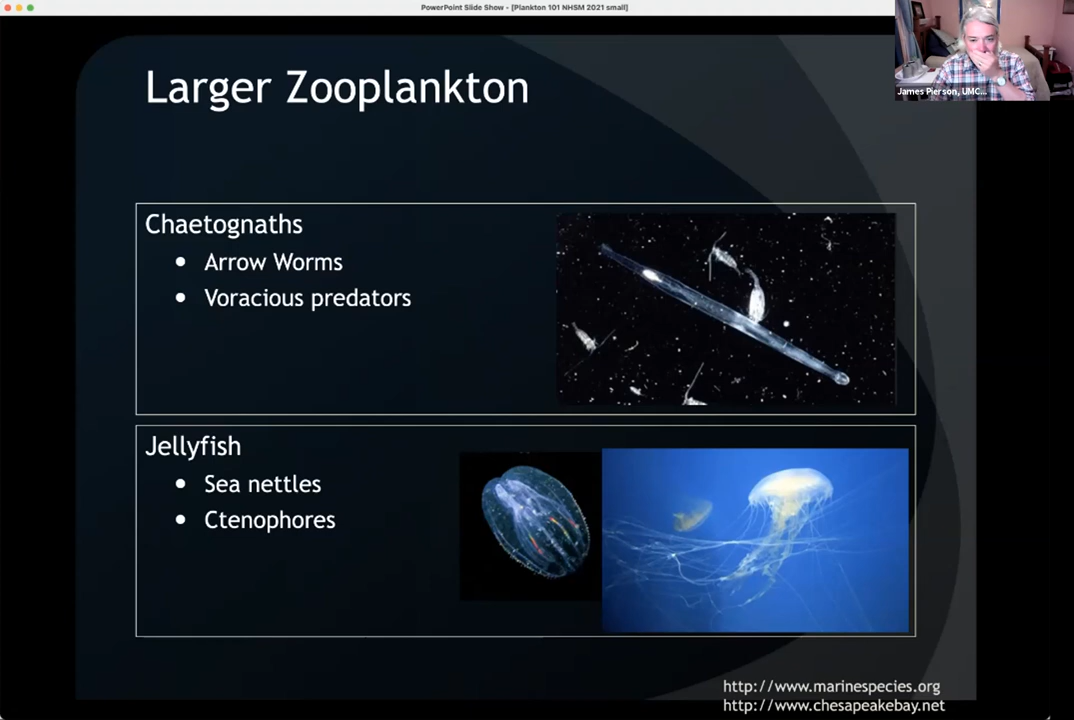 PowerPoint Slide Show - [Plankton 101 NHSM 2021 small]
James Pierson, UMC...
Larger Zooplankton
Chaetognaths
Arrow Worms
Voracious predators
Jellyfish
Sea nettles
Ctenophores
http://www.marinespecies.org
http://www.chesapeakebay.net